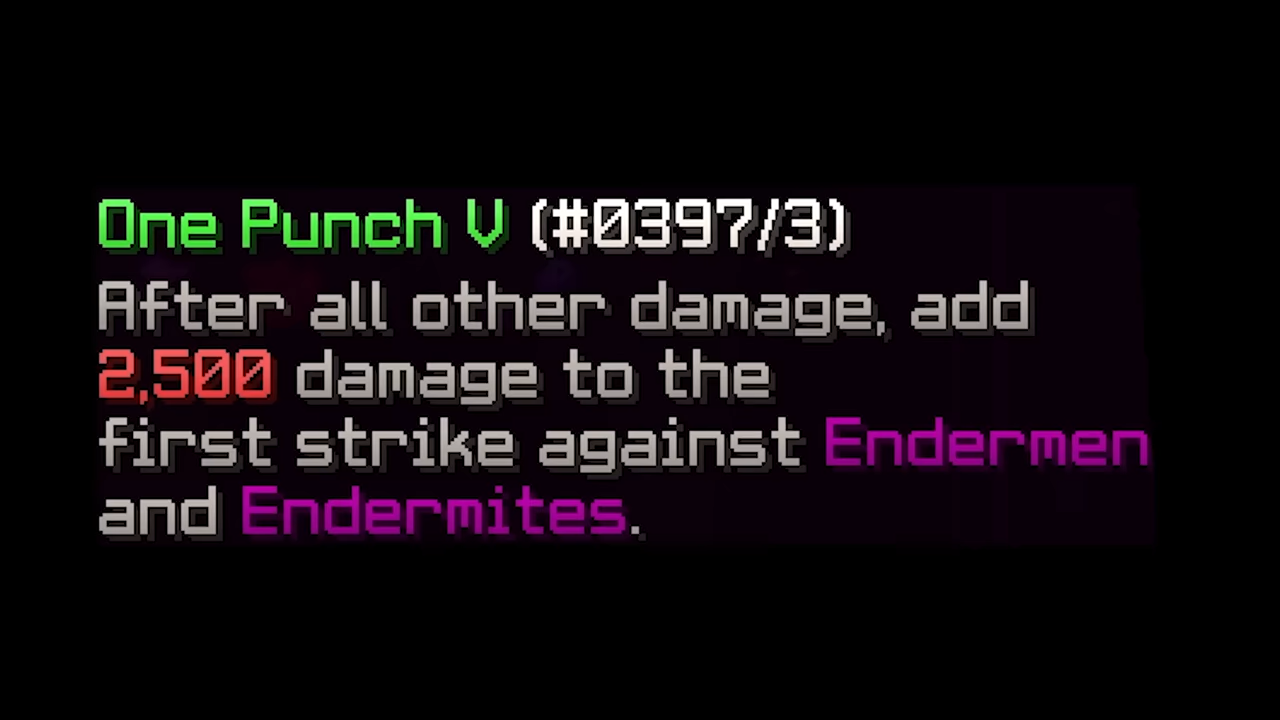 One Punch V (#0397/3)
After all other damage, add
2,500 damage to the
first strike against Endermen
and Endermites.